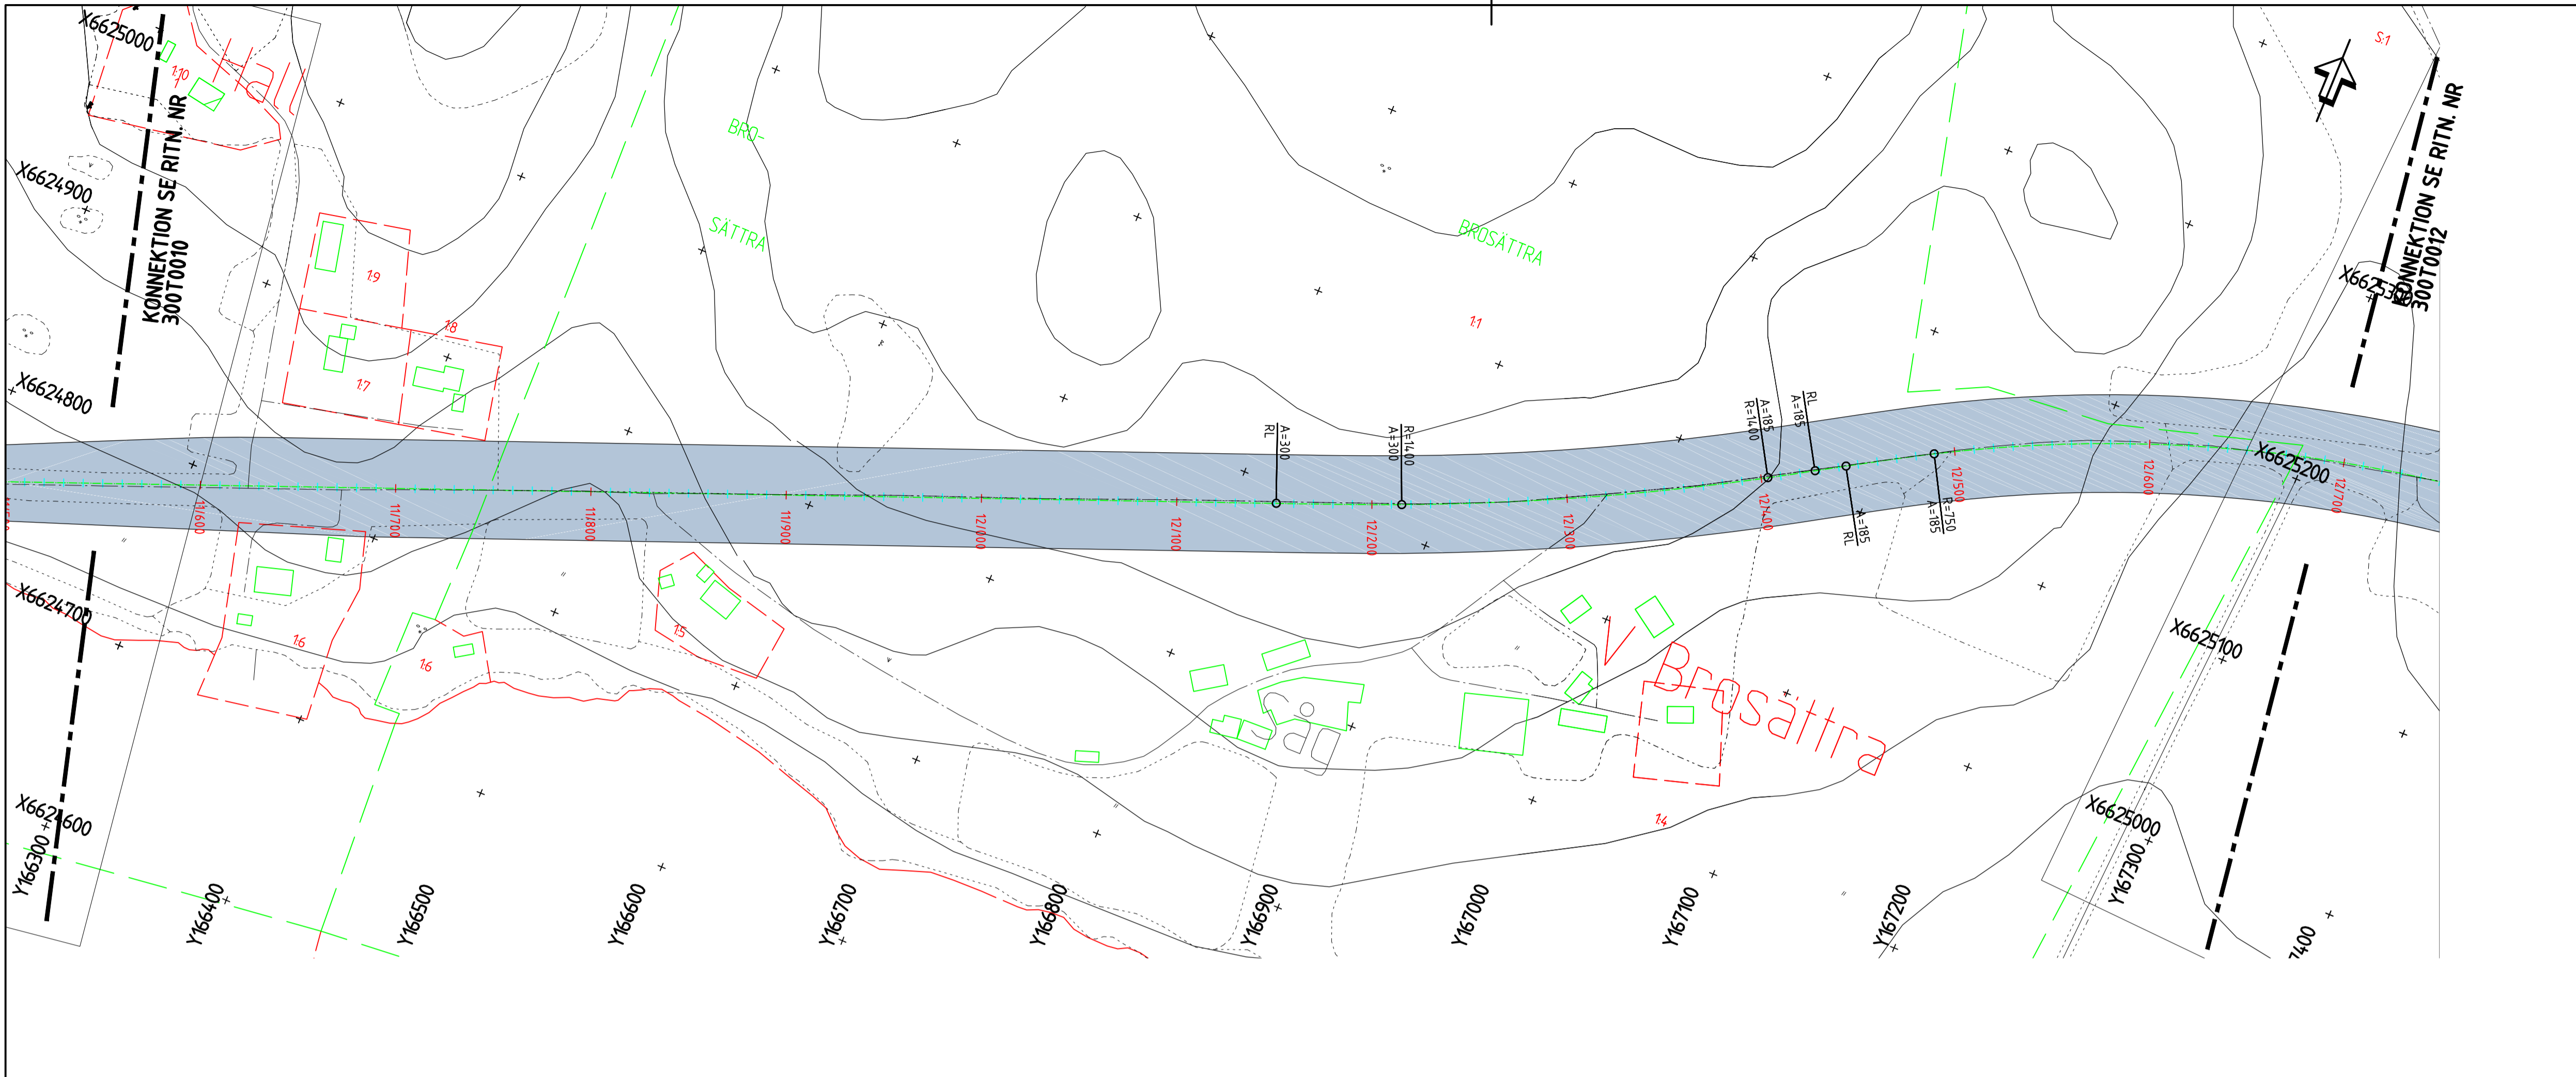 X6625000
1:10
Häll
KONNEKTION SE RITN. NR
300T0010
X6624900
X6624800
X6624700
X6624600
1:9
1:8
1:7
BRO-
SÄTTRA
BROSÄTTRA
1:1
S:1
KONNEKTION SE RITN. NR
300T0012
X6625300
X6625200
X6625100
X6625000
11/600
11/700
11/800
11/900
12/000
12/100
12/200
12/300
12/400
12/500
12/600
12/700
A=300
RL
R=1400
A=300
A=185
R=1400
RL
A=185
A=185
RL
R=750
A=185
1:6
1:6
1:5
V Brosättra
1:4
Y166300
Y166400
Y166500
Y166600
Y166700
Y166800
Y166900
Y167000
Y167100
Y167200
Y167300